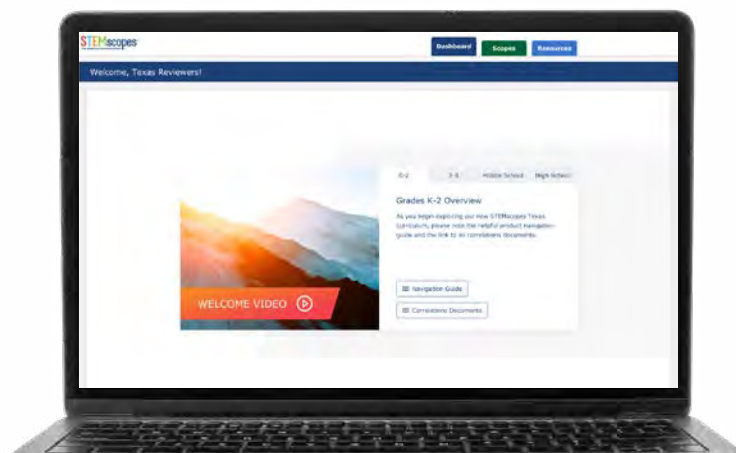 STEMscopes
Dashboard
Scopes
Resources
Welcome, Texas Reviewers!
K-2
3-5
Middle School
High School
Grades K-2 Overview
As you begin exploring our new STEMscopes Texas
curriculum, please note the helpful product navigation
guide and the link to all correlations documents.
WELCOME VIDEO
Navigation Guide
Correlations Documents